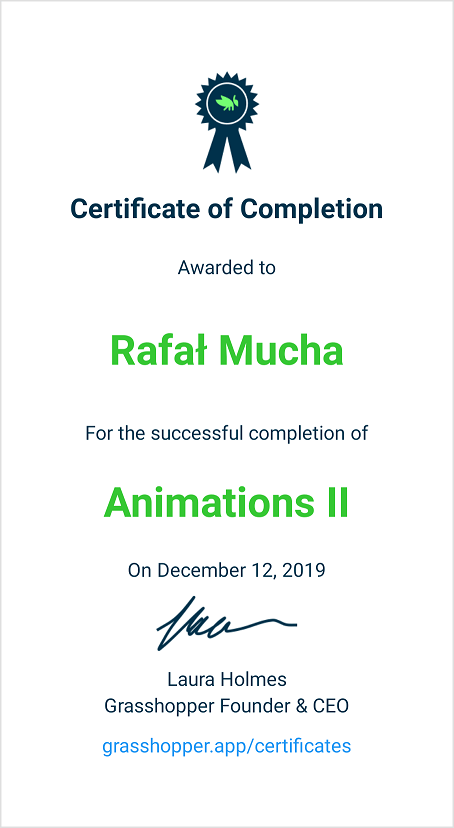 Certificate of Completion
Awarded to
Rafał Mucha
For the successful completion of
Animations II
On December 12, 2019
Laura Holmes
Grasshopper Founder & CEO
grasshopper.app/certificates